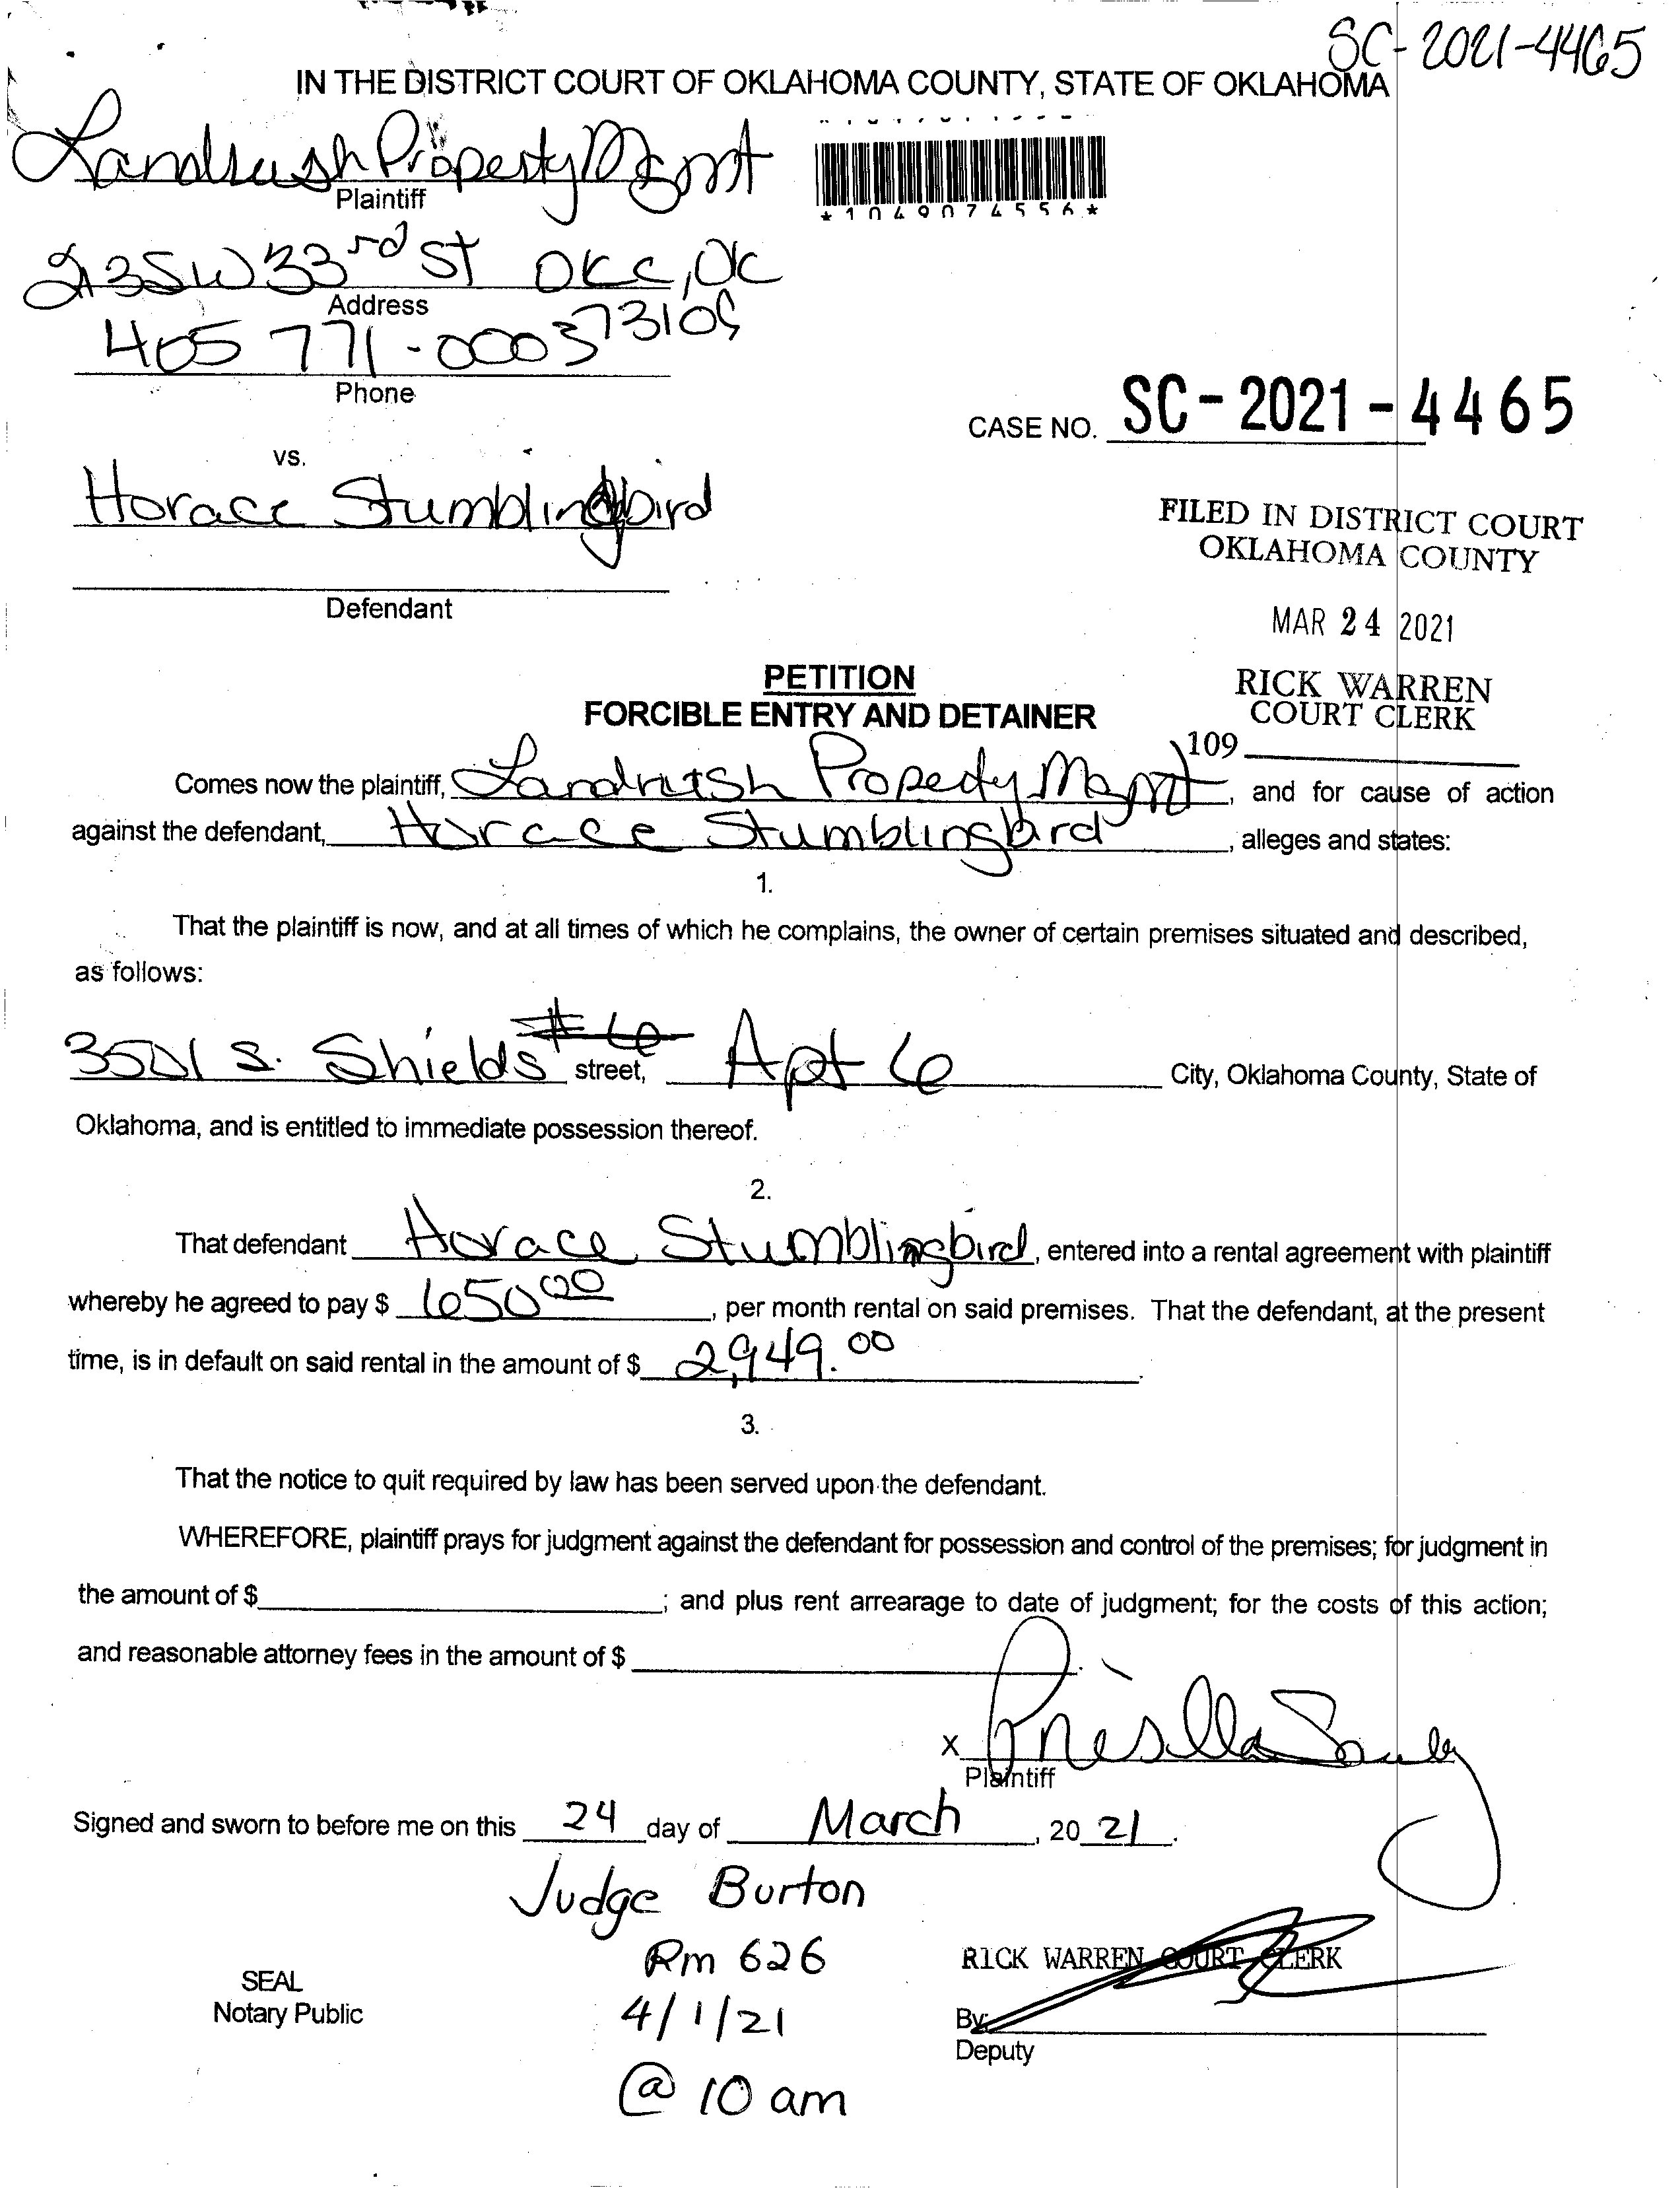 SC-2021-4465
IN THE DISTRICT COURT OF OKLAHOMA COUNTY, STATE OF OKLAHOMA
Landrush Property Mgmt
Plaintiff
*1049074556*
213 SW 33rd St OKC, OK
Address
73109
405 771-0003
Phone
CASE NO. SC-2021-4465
vs.
Horace Stumblingbird
FILED IN DISTRICT COURT
OKLAHOMA COUNTY
Defendant
MAR 24 2021
PETITION
RICK WARREN
FORCIBLE ENTRY AND DETAINER
COURT CLERK
109
Comes now the plaintiff, Landrush Property Mgmt, and for cause of action
against the defendant, Horace Stumblingbird, alleges and states:
1.
That the plaintiff is now, and at all times of which he complains, the owner of certain premises situated and described,
as follows:
3501 S. Shields #6 street, Apt 6 City, Oklahoma County, State of
Oklahoma, and is entitled to immediate possession thereof.
2.
That defendant Horace Stumblingbird, entered into a rental agreement with plaintiff
whereby he agreed to pay $ 650.00, per month rental on said premises. That the defendant, at the present
time, is in default on said rental in the amount of $ 2,949.00.
3.
That the notice to quit required by law has been served upon the defendant.
WHEREFORE, plaintiff prays for judgment against the defendant for possession and control of the premises; for judgment in
the amount of $; and plus rent arrearage to date of judgment; for the costs of this action;
and reasonable attorney fees in the amount of $.
X Prisilla
Plaintiff
Signed and sworn to before me on this 24 day of March, 20 21.
Judge Burton
Rm 626
RICK WARREN COURT CLERK
SEAL
Notary Public
4/1/21
By:
Deputy
@ 10 am